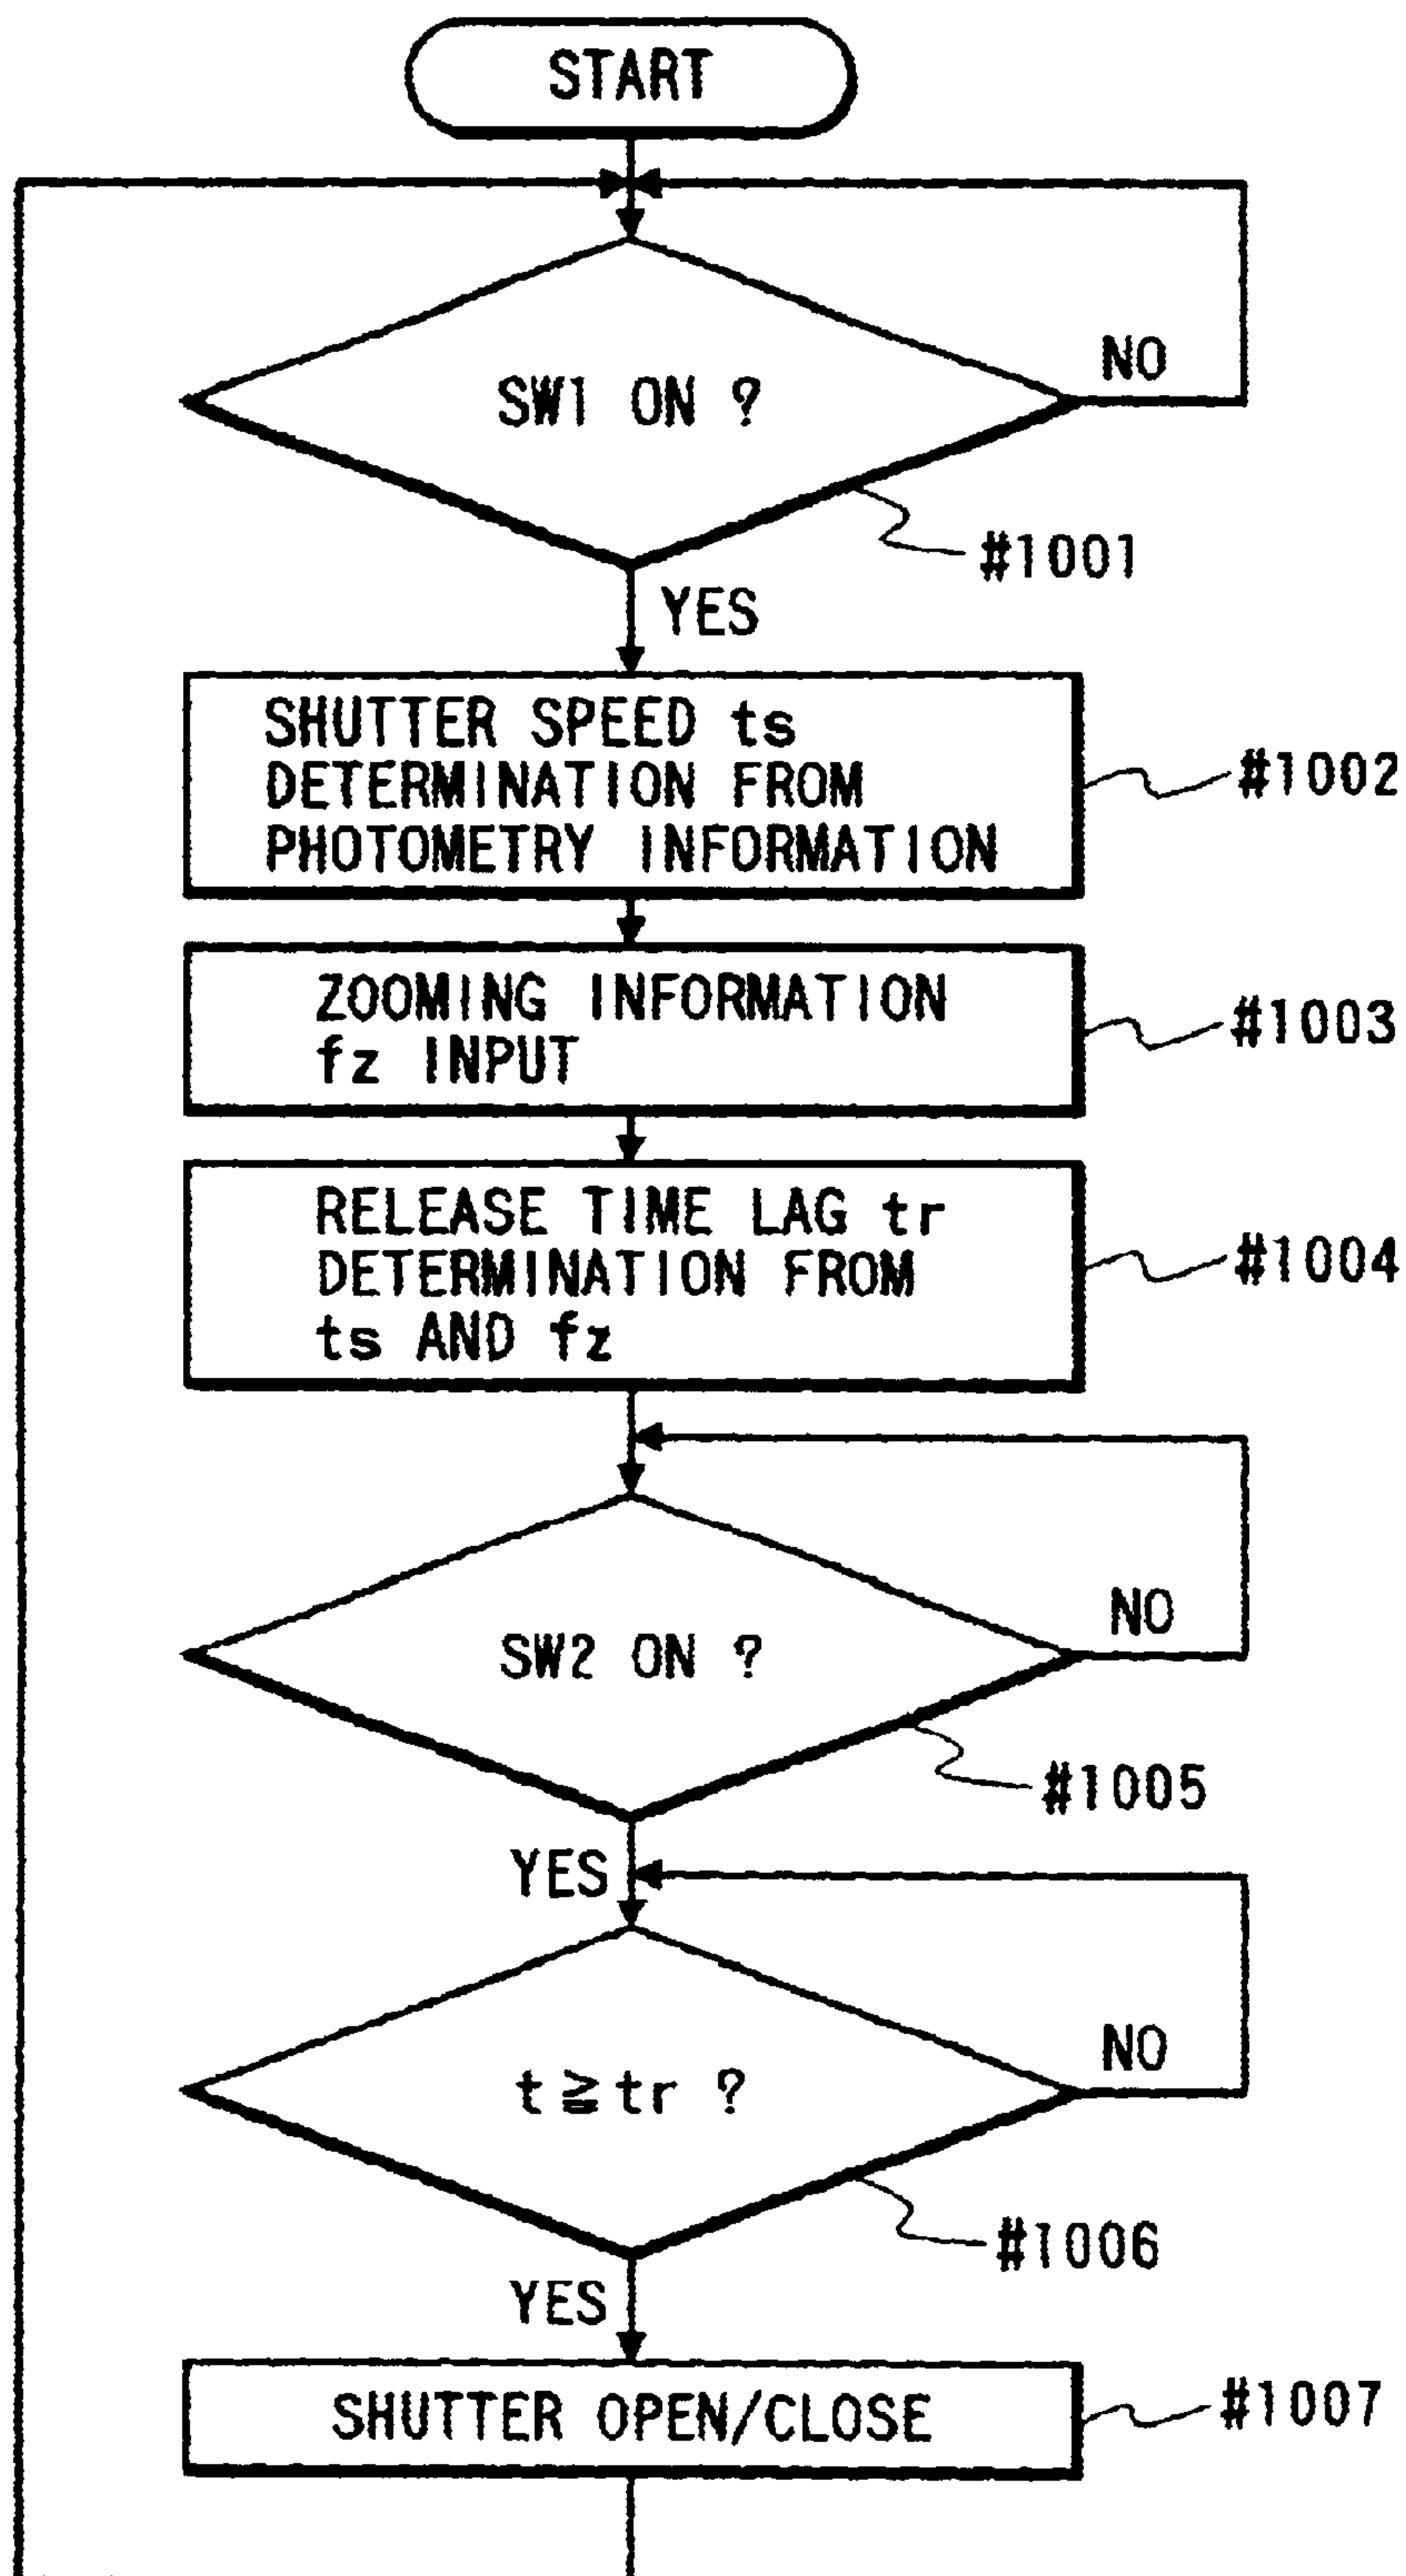 START
SW1 ON ?
NO
#1001
YES
SHUTTER SPEED ts
DETERMINATION FROM
PHOTOMETRY INFORMATION
#1002
ZOOMING INFORMATION
fz INPUT
#1003
RELEASE TIME LAG tr
DETERMINATION FROM
ts AND fz
#1004
SW2 ON ?
NO
#1005
YES
t≧tr ?
NO
#1006
YES
SHUTTER OPEN/CLOSE
#1007